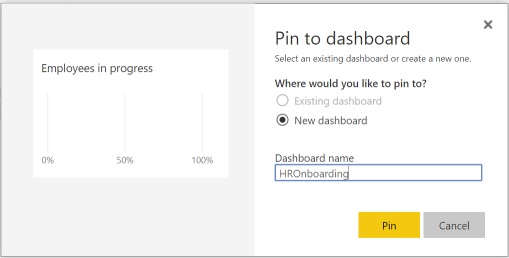 Employees in progress
0% 50% 100%
Pin to dashboard
Select an existing dashboard or create a new one.
Where would you like to pin to?
Existing dashboard
New dashboard
Dashboard name
HROnboarding
Pin Cancel